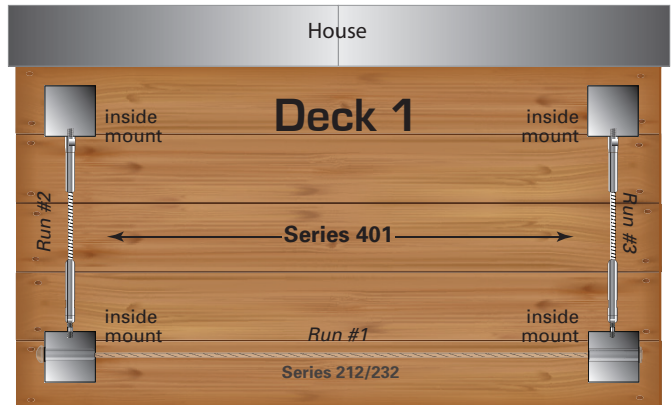 House
Deck 1
inside
mount
inside
mount
Run #2
Run #3
Series 401
inside
mount
inside
mount
Run #1
Series 212/232